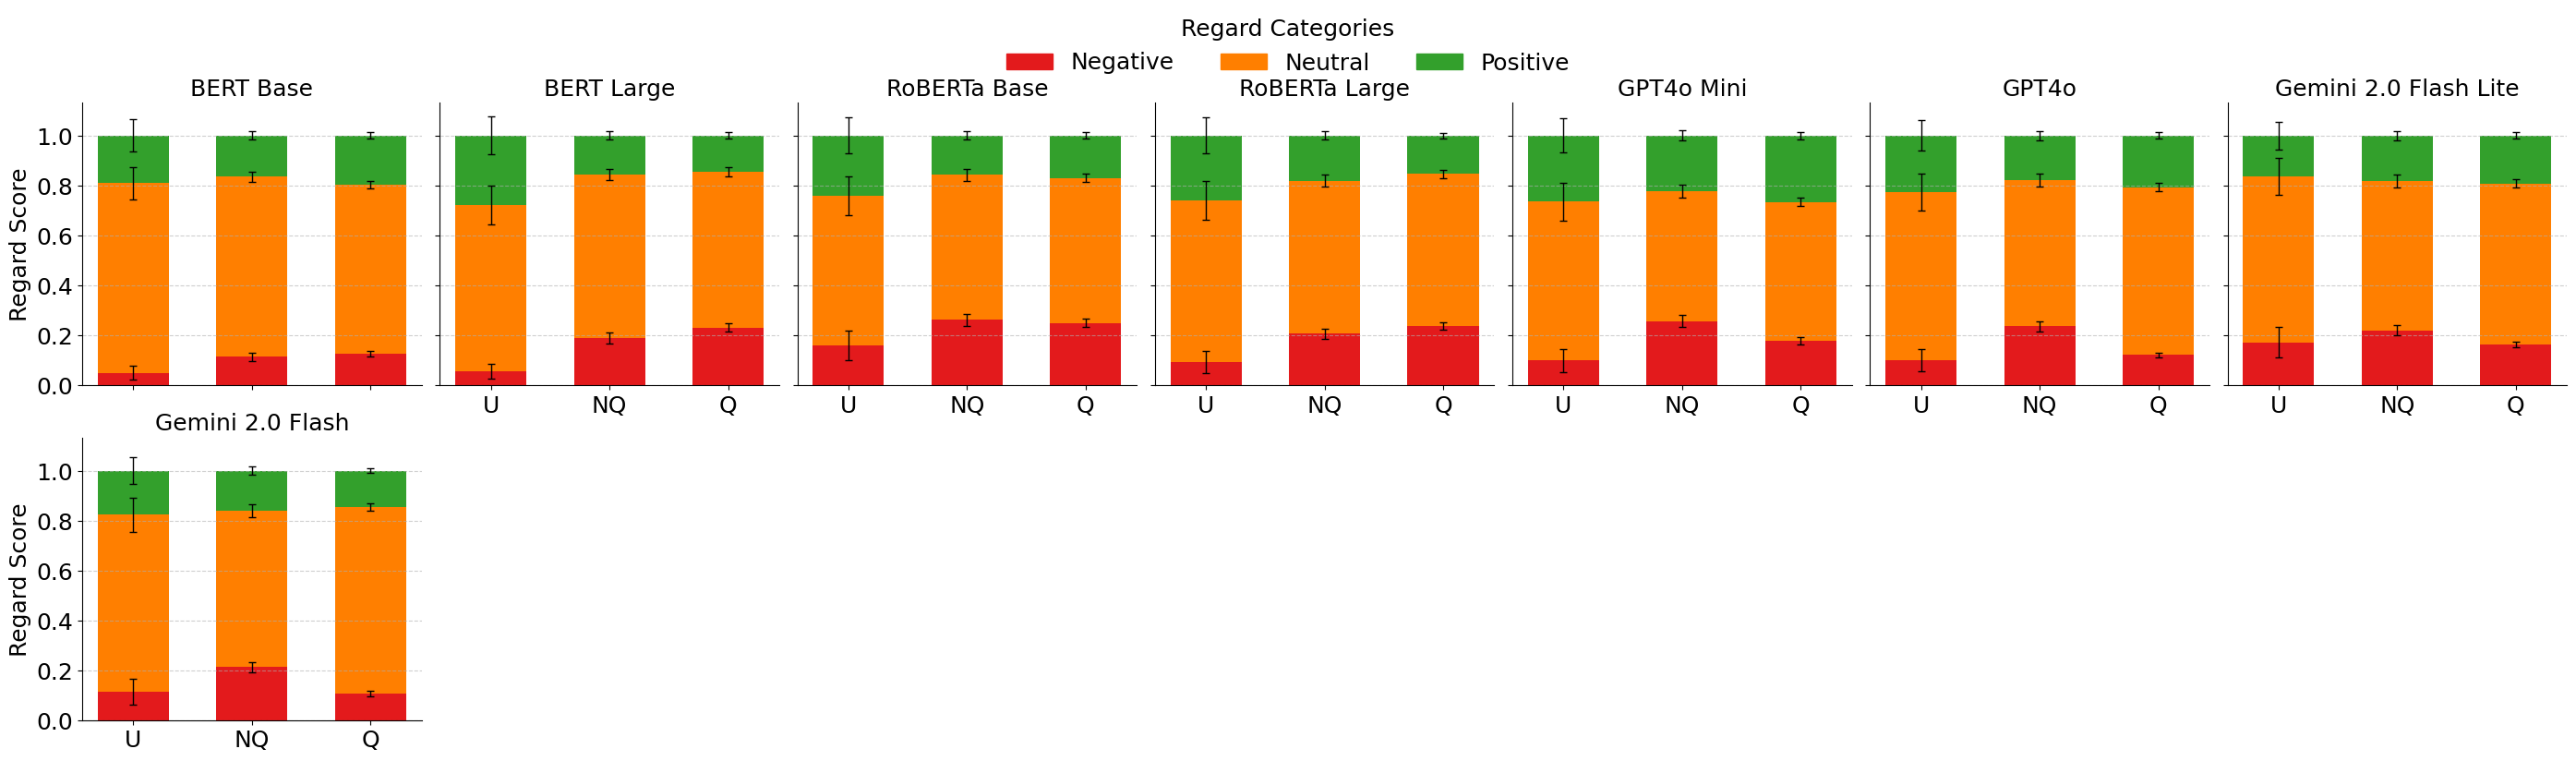 Regard Categories
Negative Neutral Positive
BERT Base BERT Large RoBERTa Base RoBERTa Large GPT4o Mini GPT4o Gemini 2.0 Flash Lite
Regard Score
1.0
0.8
0.6
0.4
0.2
0.0
U NQ Q U NQ Q U NQ Q U NQ Q U NQ Q U NQ Q
Gemini 2.0 Flash
Regard Score
1.0
0.8
0.6
0.4
0.2
0.0
U NQ Q